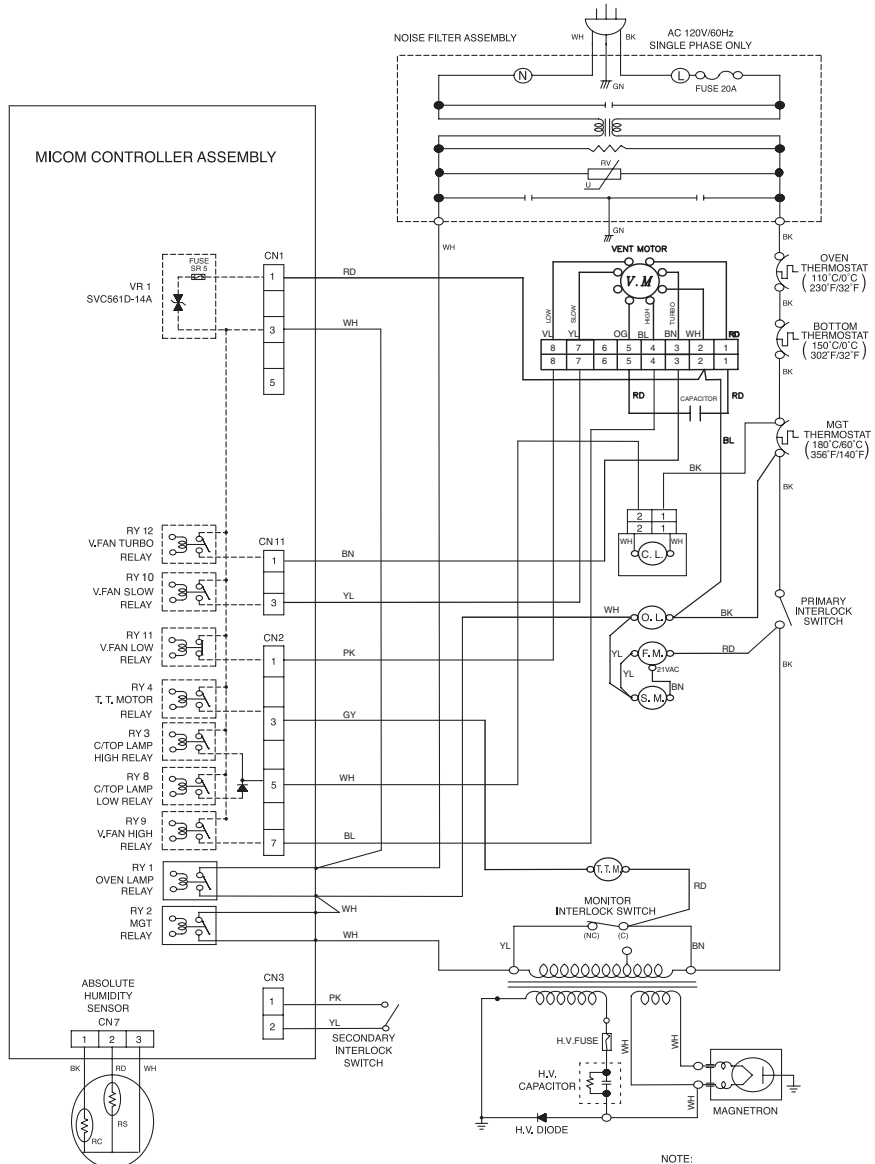 AC 120V/60Hz
SINGLE PHASE ONLY
NOISE FILTER ASSEMBLY
WH
BK
N
L
GN
FUSE 20A
RV
U
GN
WH
BK
MICOM CONTROLLER ASSEMBLY
FUSE
SR 5
VR 1
SVC561D-14A
CN1
1
3
5
RD
WH
VENT MOTOR
V.M
LOW
SLOW
HIGH
TURBO
VL
YL
OG
BL
BN
WH
RD
8 7 6 5 4 3 2 1
8 7 6 5 4 3 2 1
RD
CAPACITOR
RD
BL
OVEN
THERMOSTAT
(110°C/0°C
230°F/32°F)
BK
BOTTOM
THERMOSTAT
(150°C/0°C
302°F/32°F)
BK
MGT
THERMOSTAT
(180°C/60°C
356°F/140°F)
BK
BK
2 1
2 1
WH
WH
C.L.
RY 12
V.FAN TURBO
RELAY
RY 10
V.FAN SLOW
RELAY
RY 11
V.FAN LOW
RELAY
RY 4
T. T. MOTOR
RELAY
RY 3
C/TOP LAMP
HIGH RELAY
RY 8
C/TOP LAMP
LOW RELAY
RY 9
V.FAN HIGH
RELAY
RY 1
OVEN LAMP
RELAY
RY 2
MGT
RELAY
CN11
1
3
BN
YL
CN2
1
3
5
7
PK
GY
WH
BL
WH
WH
WH
O.L.
BK
YL
F.M.
RD
21VAC
YL
BN
S.M.
PRIMARY
INTERLOCK
SWITCH
BK
T.T.M.
RD
MONITOR
INTERLOCK SWITCH
(NC)
(C)
YL
BN
CN3
1
2
PK
YL
SECONDARY
INTERLOCK
SWITCH
ABSOLUTE
HUMIDITY
SENSOR
CN7
1 2 3
BK
RD
WH
RC
RS
H.V.FUSE
WH
WH
H.V.
CAPACITOR
WH
H.V. DIODE
MAGNETRON
NOTE: